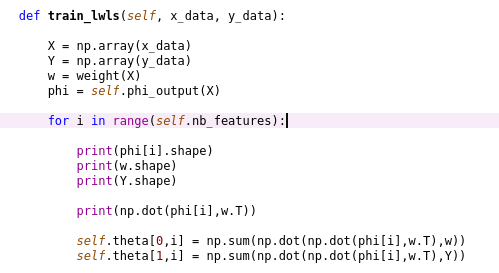 def train_lwls(self, x_data, y_data):
X = np.array(x_data)
Y = np.array(y_data)
w = weight(X)
phi = self.phi_output(X)
for i in range(self.nb_features):
print(phi[i].shape)
print(w.shape)
print(Y.shape)
print(np.dot(phi[i],w.T))
self.theta[0,i] = np.sum(np.dot(np.dot(phi[i],w.T),w))
self.theta[1,i] = np.sum(np.dot(np.dot(phi[i],w.T),Y))